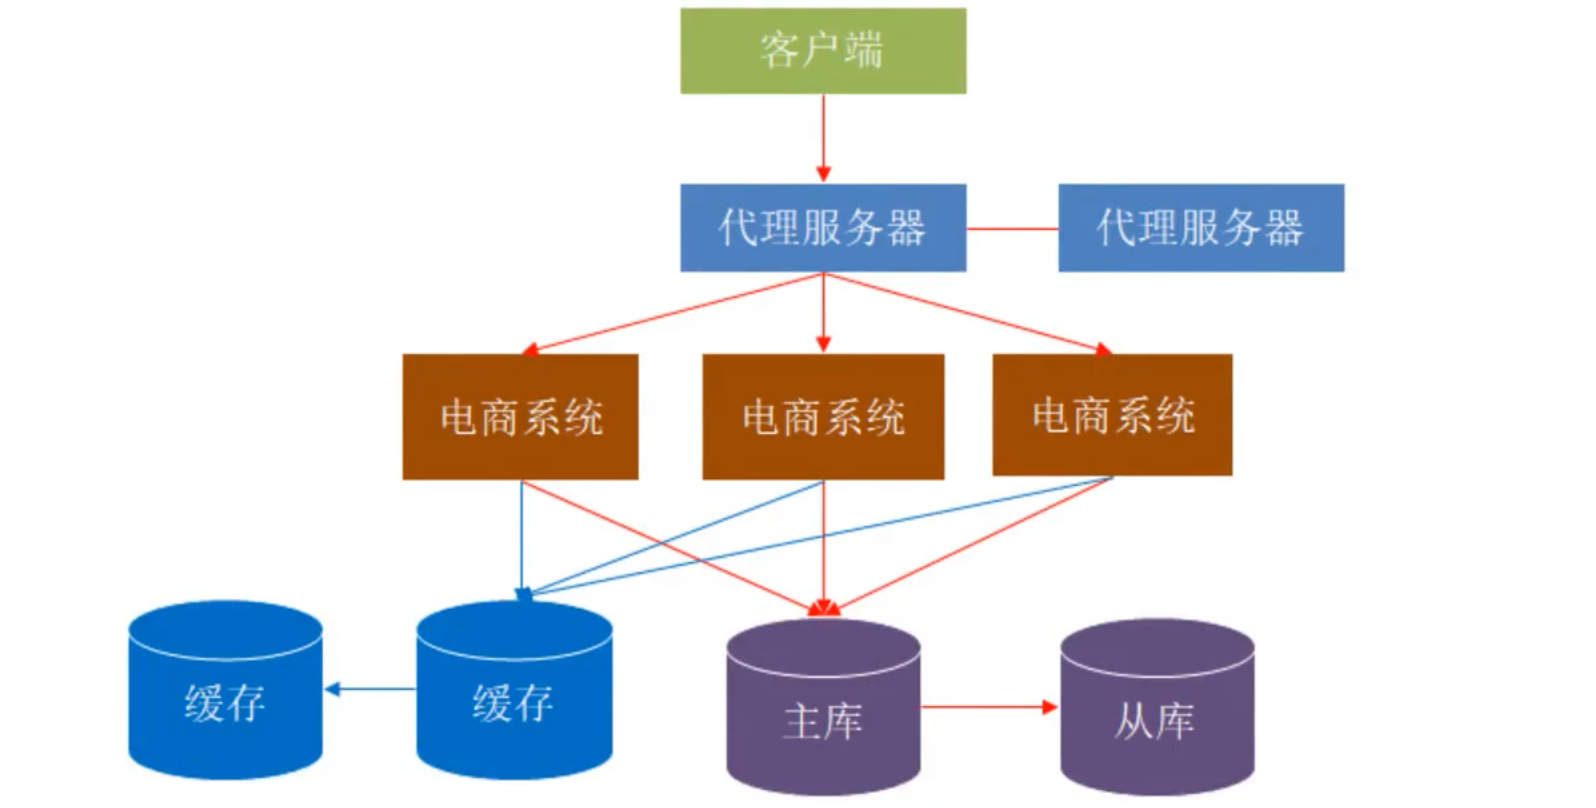 客户端
代理服务器
代理服务器
电商系统
电商系统
电商系统
缓存
缓存
主库
从库